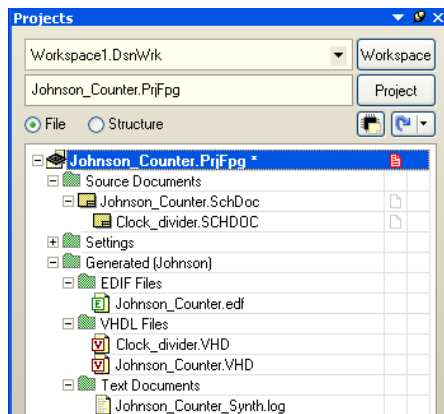 Projects
Workspace1.DsnWrk Workspace
Johnson_Counter.PrjFpg Project
File Structure
Johnson_Counter.PrjFpg *
Source Documents
Johnson_Counter.SchDoc
Clock_divider.SCHDOC
Settings
Generated (Johnson)
EDIF Files
Johnson_Counter.edf
VHDL Files
Clock_divider.VHD
Johnson_Counter.VHD
Text Documents
Johnson_Counter_Synth.log